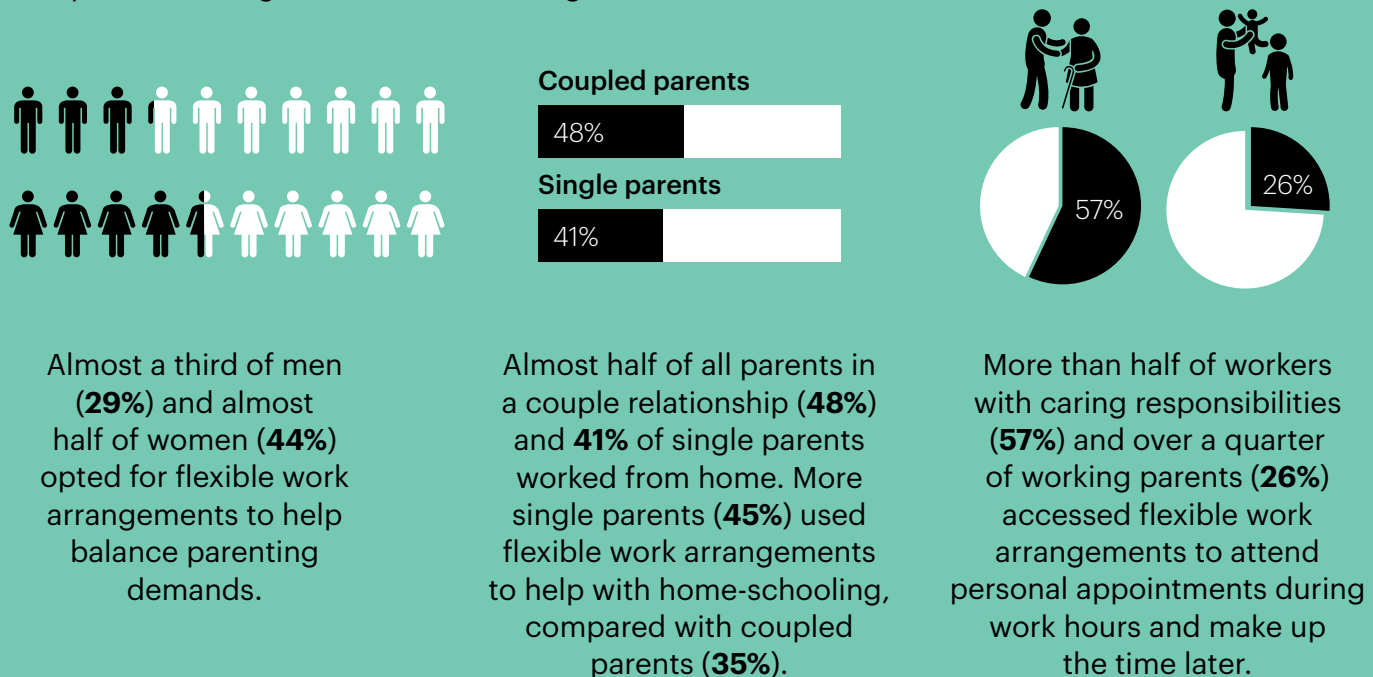 Coupled parents
48%
Single parents
41%
57%
26%
Almost a third of men
(29%) and almost
half of women (44%)
opted for flexible work
arrangements to help
balance parenting
demands.
Almost half of all parents in
a couple relationship (48%)
and 41% of single parents
worked from home. More
single parents (45%) used
flexible work arrangements
to help with home-schooling,
compared with coupled
parents (35%).
More than half of workers
with caring responsibilities
(57%) and over a quarter
of working parents (26%)
accessed flexible work
arrangements to attend
personal appointments during
work hours and make up
the time later.